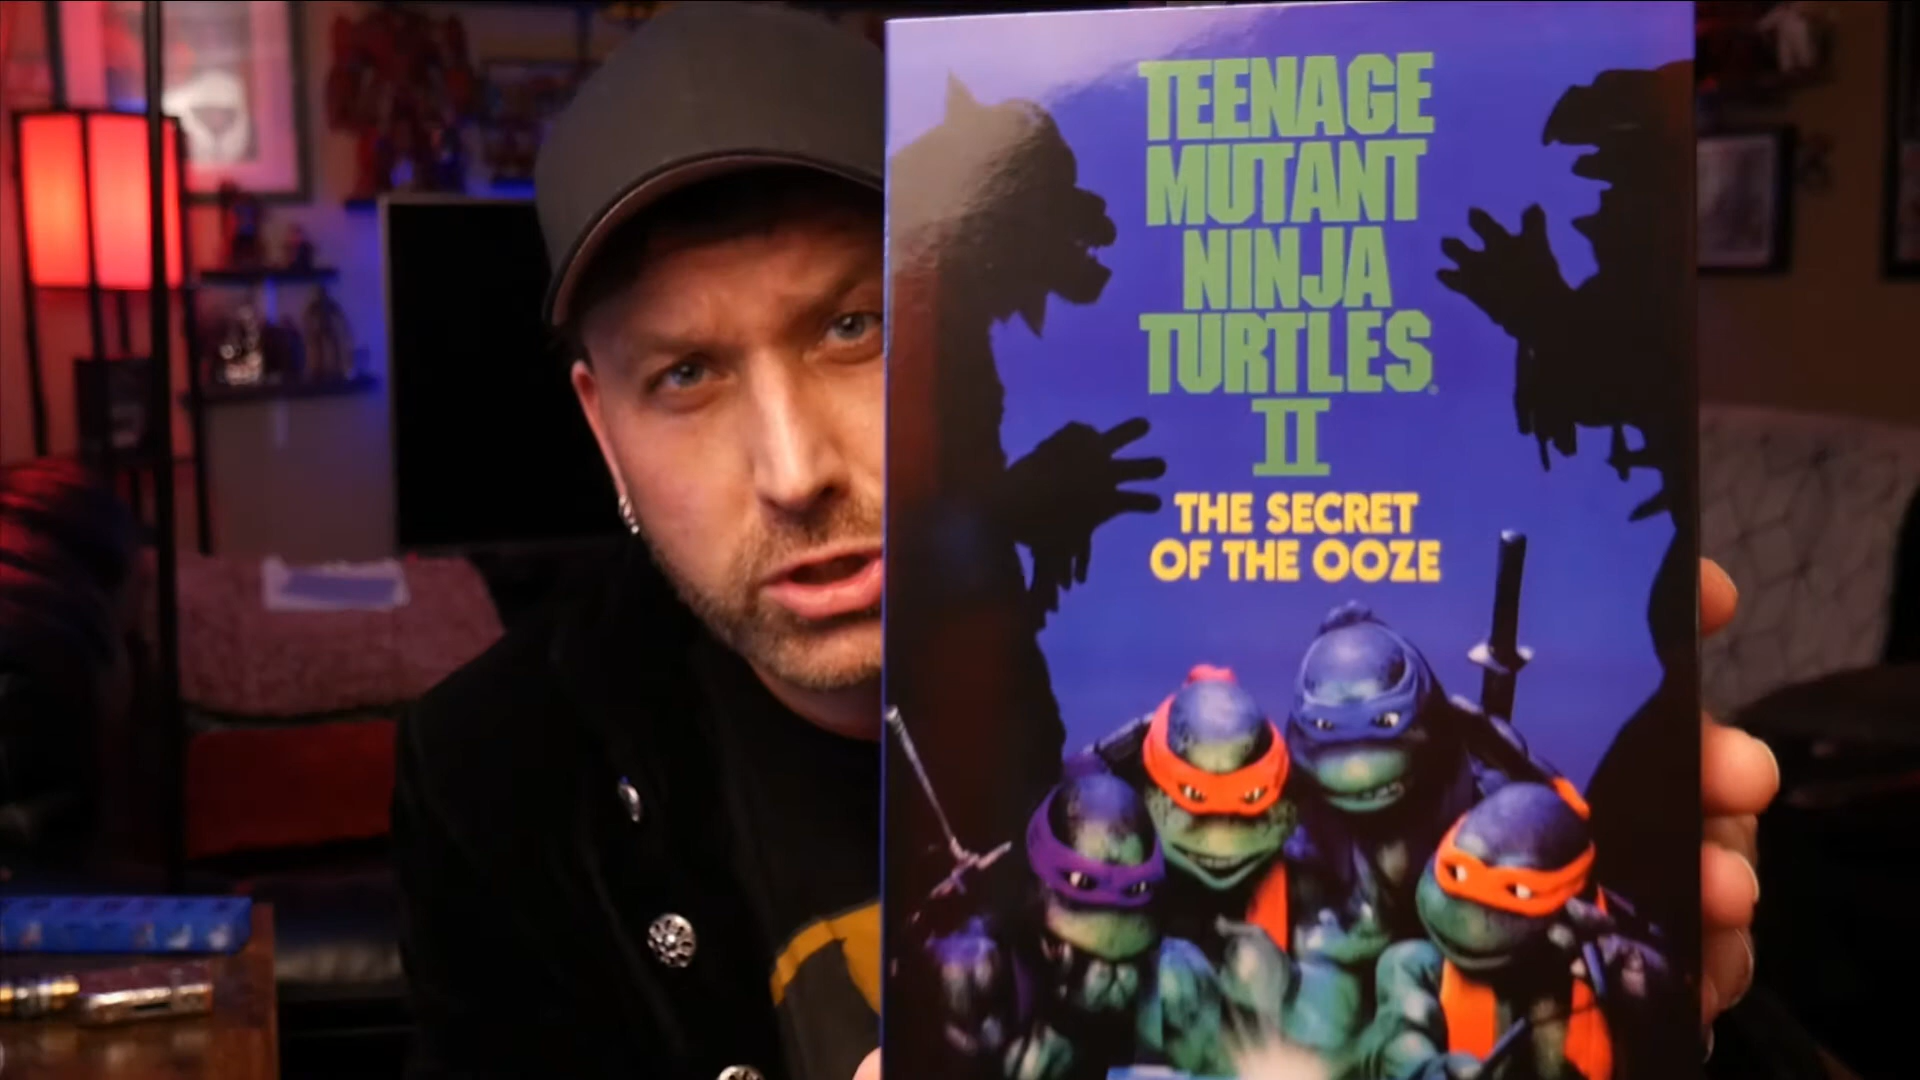 TEENAGE
MUTANT
NINJA
TURTLES
II
THE SECRET
OF THE OOZE